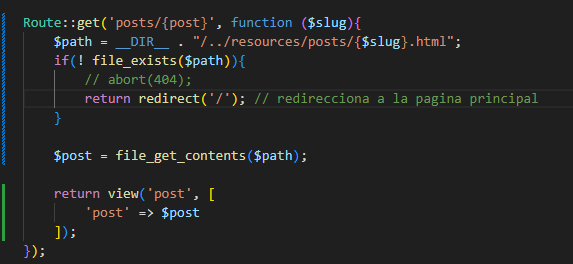 Route::get('posts/{post}', function ($slug){
    $path = __DIR__ . "/../resources/posts/{$slug}.html";
    if(! file_exists($path)){
        // abort(404);
        return redirect('/'); // redirecciona a la pagina principal
    }

    $post = file_get_contents($path);

    return view('post', [
        'post' => $post
    ]);
});